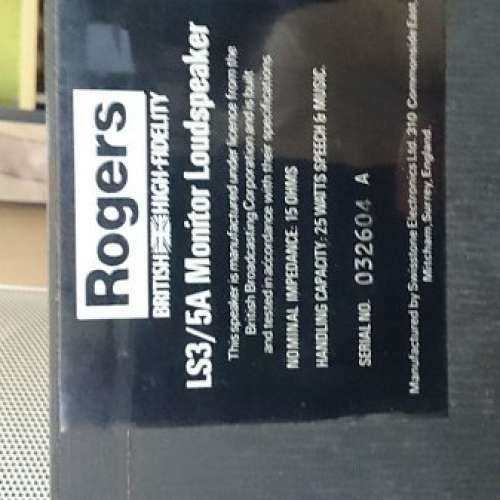 Rogers
BRITISH HIGH-FIDELITY
LS3/5A Monitor Loudspeaker
This speaker is manufactured under licence from the
British Broadcasting Corporation and is built
and tested in accordance with their specifications
NOMINAL IMPEDANCE: 15 OHMS
HANDLING CAPACITY: 25 WATTS SPEECH & MUSIC.
SERIAL NO. 032604 A
Manufactured by Swisstone Electronics Ltd. 310 Commonside East,
Mitcham, Surrey, England.